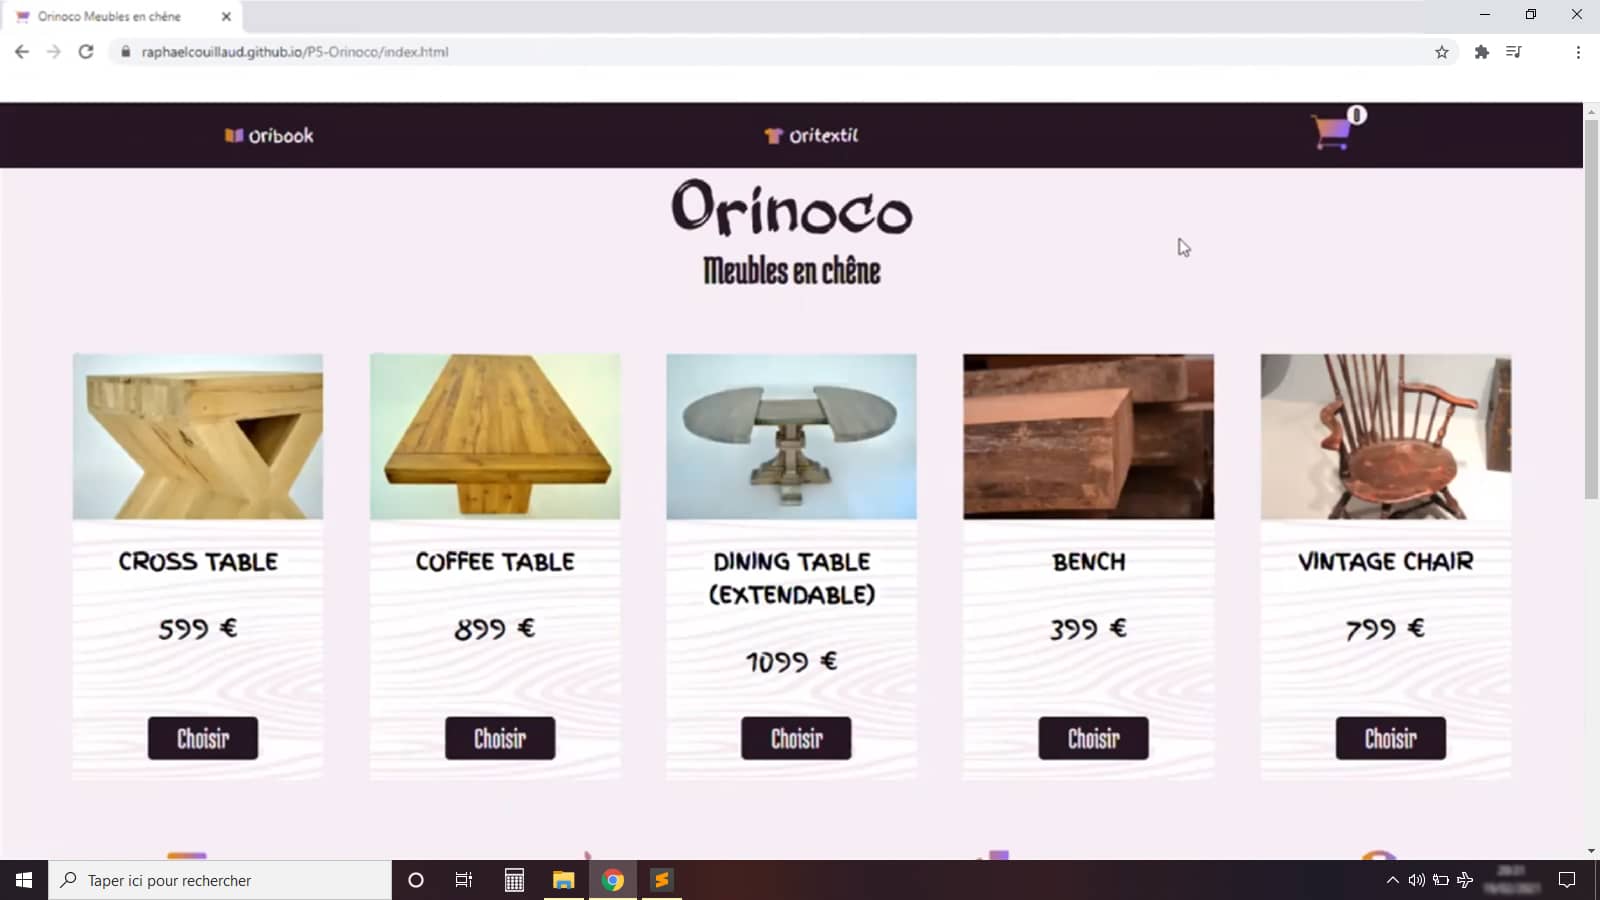 Orinoco Meubles en chêne
raphaelcouillaud.github.io/P5-Orinoco/index.html
Oribook
Oritextil
0
Orinoco
Meubles en chêne
CROSS TABLE
599 €
Choisir
COFFEE TABLE
899 €
Choisir
DINING TABLE
(EXTENDABLE)
1099 €
Choisir
BENCH
399 €
Choisir
VINTAGE CHAIR
799 €
Choisir
Taper ici pour rechercher